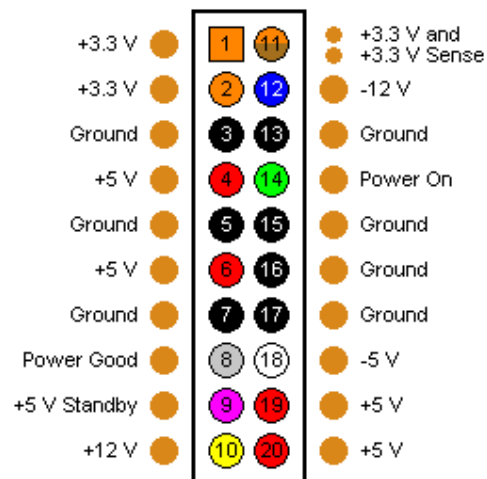 +3.3 V 1 11 +3.3 V and
+3.3 V Sense
+3.3 V 2 12 -12 V
Ground 3 13 Ground
+5 V 4 14 Power On
Ground 5 15 Ground
+5 V 6 16 Ground
Ground 7 17 Ground
Power Good 8 18 -5 V
+5 V Standby 9 19 +5 V
+12 V 10 20 +5 V